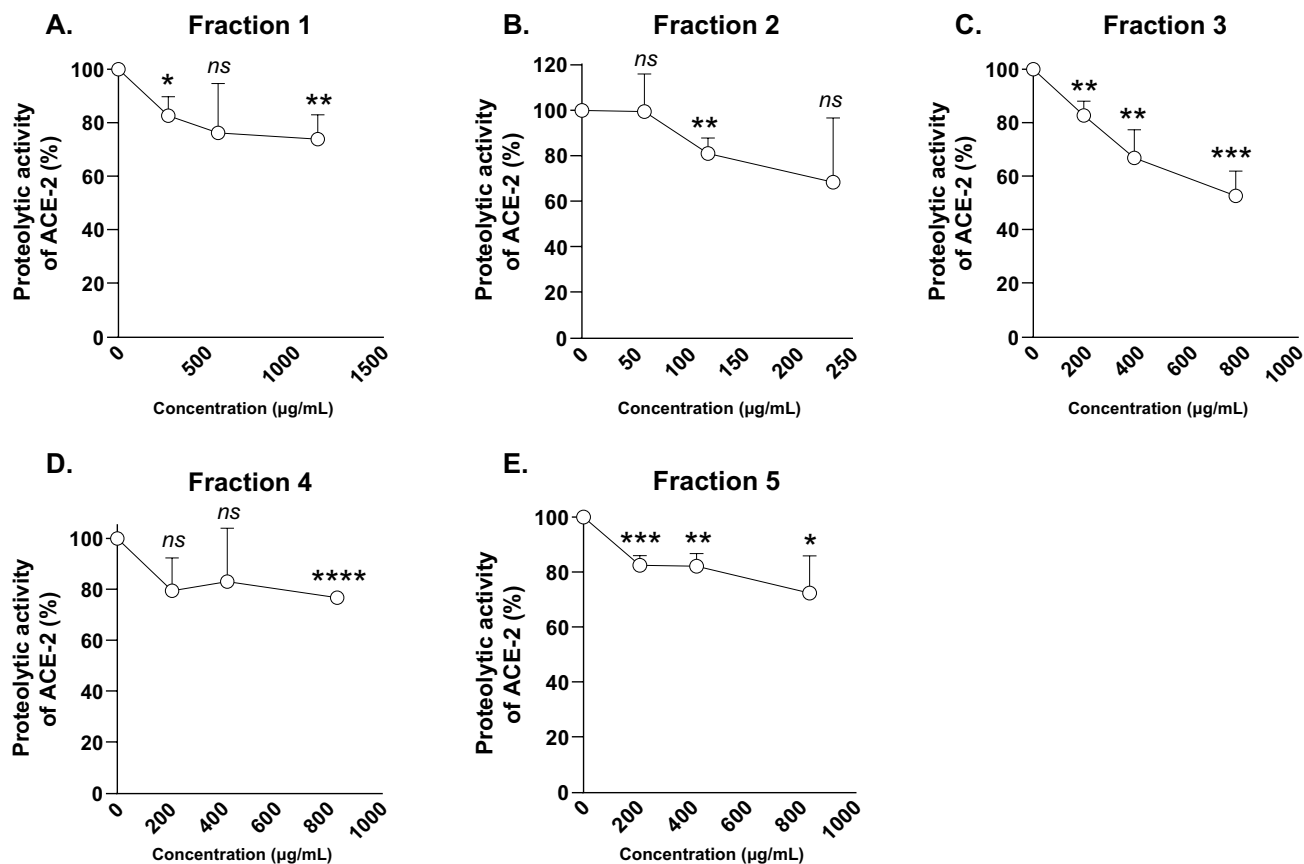 A.
Fraction 1
Proteolytic activity
of ACE-2 (%)
100
80
60
40
20
0
*
ns
**
0
500
1000
1500
Concentration (µg/mL)
B.
Fraction 2
Proteolytic activity
of ACE-2 (%)
120
100
80
60
40
20
0
ns
**
ns
0
50
100
150
200
250
Concentration (µg/mL)
C.
Fraction 3
Proteolytic activity
of ACE-2 (%)
100
80
60
40
20
0
**
**
***
0
200
400
600
800
1000
Concentration (µg/mL)
D.
Fraction 4
Proteolytic activity
of ACE-2 (%)
100
80
60
40
20
0
ns
ns
****
0
200
400
600
800
1000
Concentration (µg/mL)
E.
Fraction 5
Proteolytic activity
of ACE-2 (%)
100
80
60
40
20
0
***
**
*
0
200
400
600
800
1000
Concentration (µg/mL)